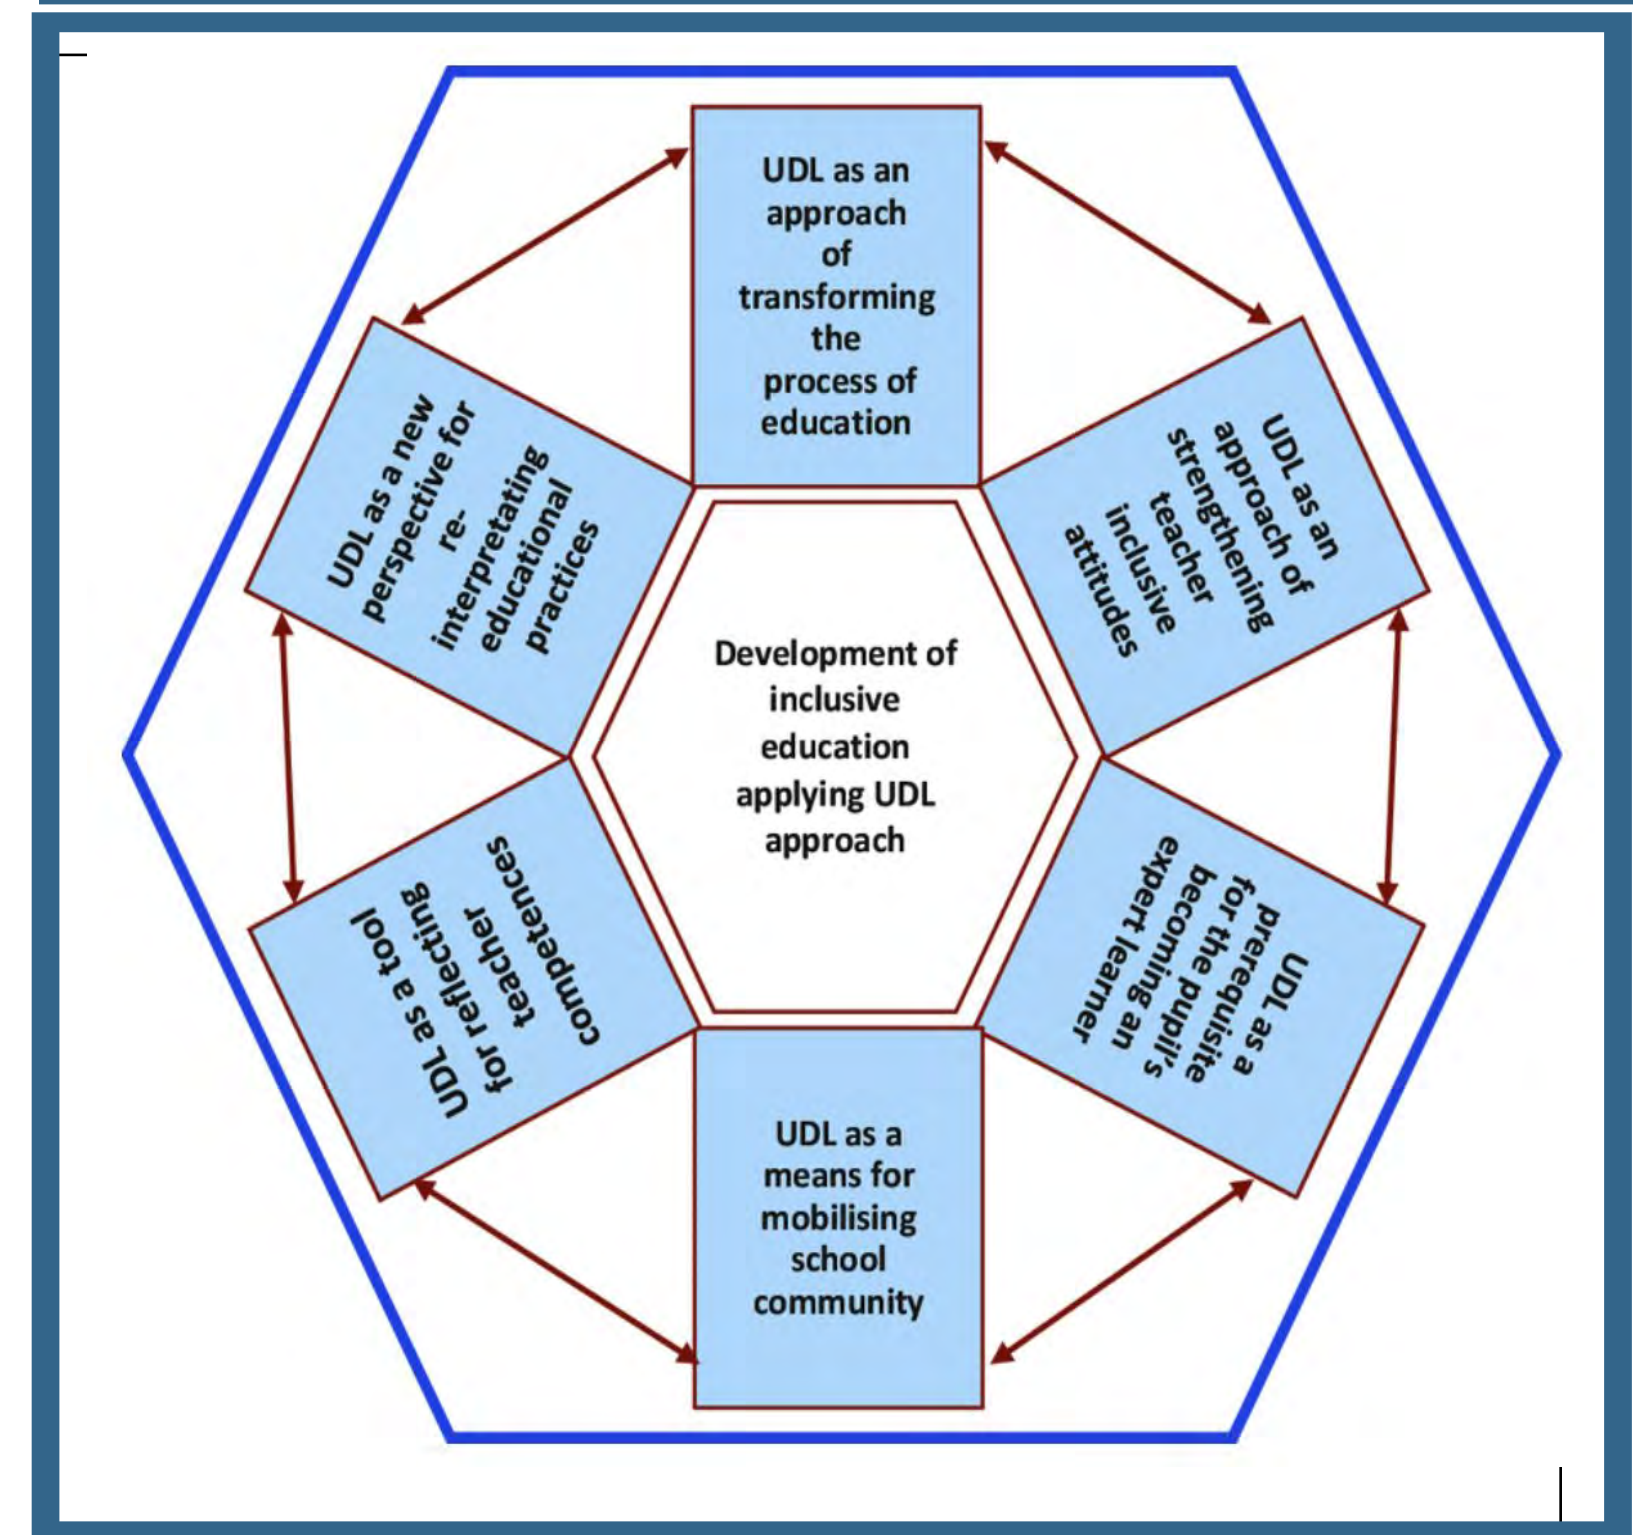 UDL as an
approach
of
transforming
the
process of
education
UDL as an
approach of
strengthening
teacher
inclusive
attitudes
UDL as a
prerequisite
for the pupil's
becoming an
expert learner
UDL as a
means for
mobilising
school
community
UDL as a tool
for reflecting
teacher
competences
UDL as a new
perspective for
re-
interpretating
educational
practices
Development of
inclusive
education
applying UDL
approach